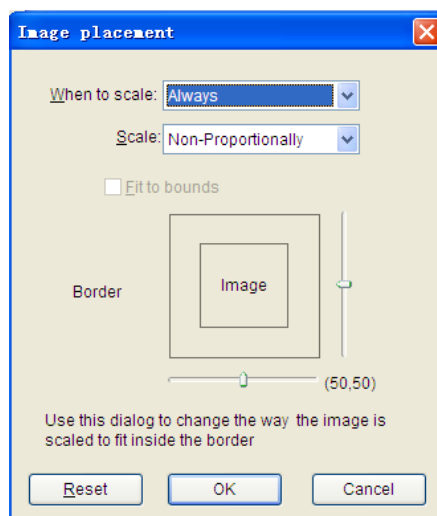 Image placement
When to scale: Always
Scale: Non-Proportionally
Fit to bounds
Border
Image
(50,50)
Use this dialog to change the way the image is
scaled to fit inside the border
Reset OK Cancel